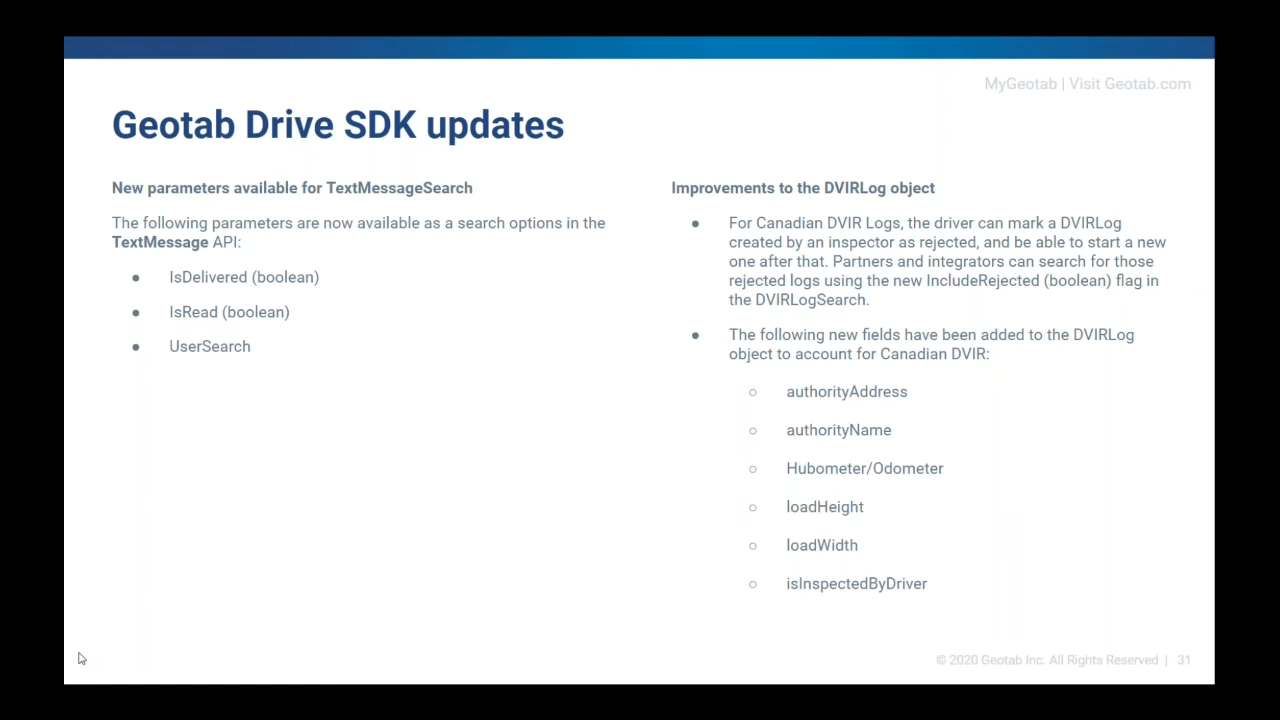 MyGeotab | Visit Geotab.com
Geotab Drive SDK updates
New parameters available for TextMessageSearch
The following parameters are now available as a search options in the
TextMessage API:
● IsDelivered (boolean)
● IsRead (boolean)
● UserSearch
Improvements to the DVIRLog object
● For Canadian DVIR Logs, the driver can mark a DVIRLog
created by an inspector as rejected, and be able to start a new
one after that. Partners and integrators can search for those
rejected logs using the new IncludeRejected (boolean) flag in
the DVIRLogSearch.
● The following new fields have been added to the DVIRLog
object to account for Canadian DVIR:
○ authorityAddress
○ authorityName
○ Hubometer/Odometer
○ loadHeight
○ loadWidth
○ isInspectedByDriver
© 2020 Geotab Inc. All Rights Reserved | 31